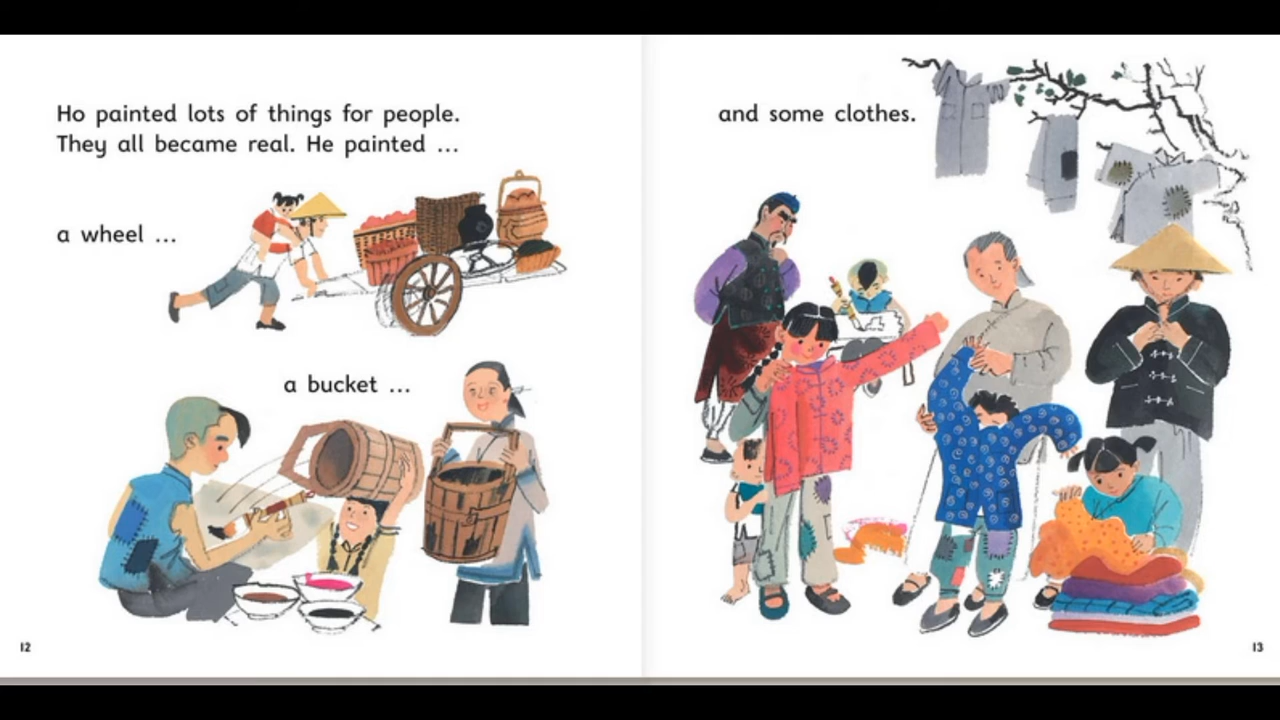 Ho painted lots of things for people.
They all became real. He painted ...
a wheel ...
a bucket ...
12
and some clothes.
13